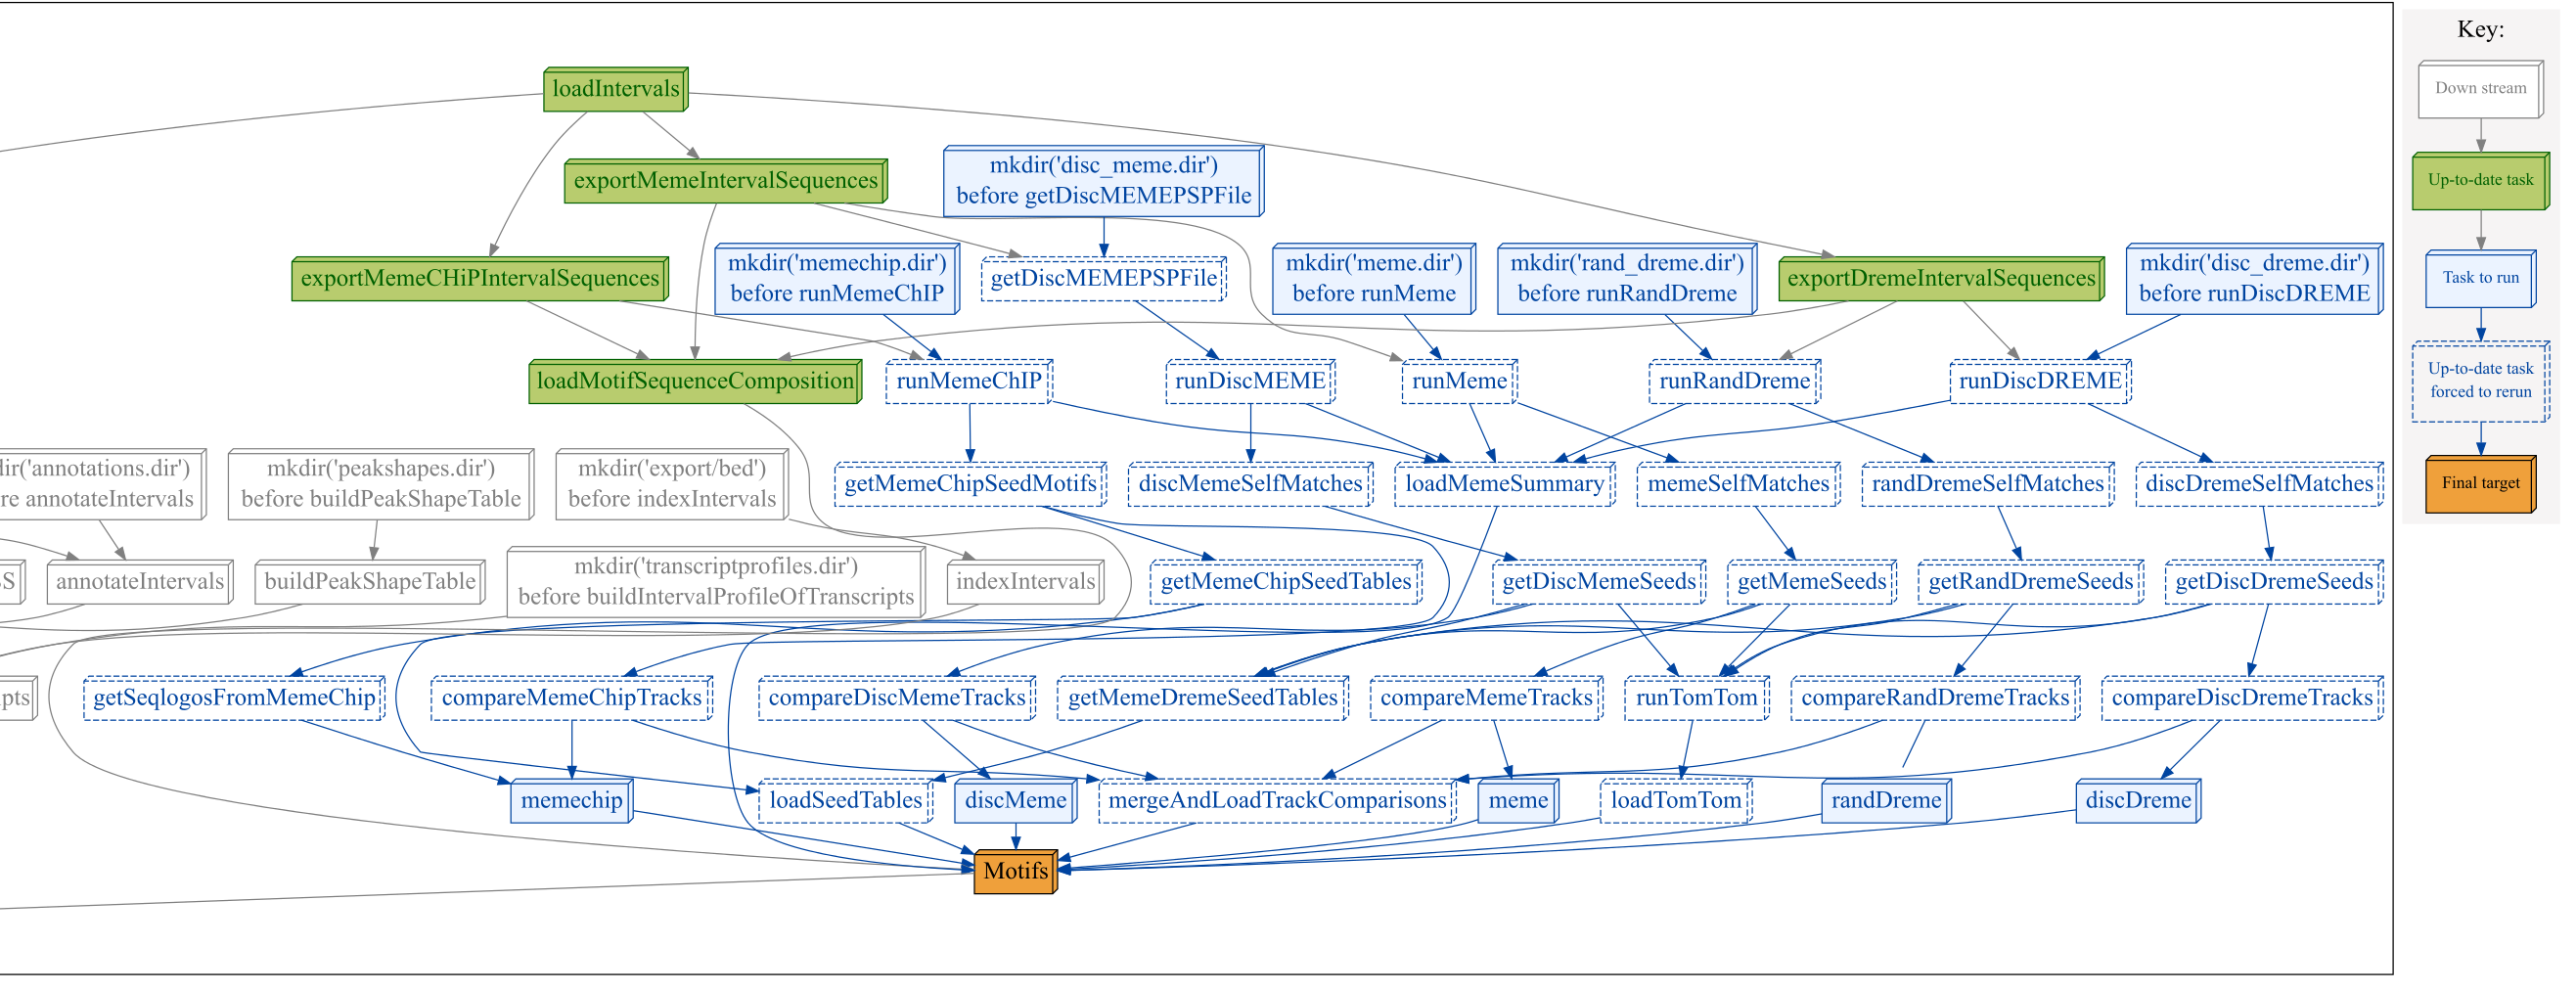 Key:
loadIntervals
Down stream
exportMemeIntervalSequences
mkdir('disc_meme.dir')
before getDiscMEMEPSPFile
Up-to-date task
exportMemeCHiPIntervalSequences
mkdir('memechip.dir')
before runMemeChIP
getDiscMEMEPSPFile
mkdir('meme.dir')
before runMeme
mkdir('rand_dreme.dir')
before runRandDreme
exportDremeIntervalSequences
mkdir('disc_dreme.dir')
before runDiscDREME
Task to run
loadMotifSequenceComposition
runMemeChIP
runDiscMEME
runMeme
runRandDreme
runDiscDREME
Up-to-date task
forced to rerun
dir('annotations.dir')
re annotateIntervals
mkdir('peakshapes.dir')
before buildPeakShapeTable
mkdir('export/bed')
before indexIntervals
getMemeChipSeedMotifs
discMemeSelfMatches
loadMemeSummary
memeSelfMatches
randDremeSelfMatches
discDremeSelfMatches
Final target
S
annotateIntervals
buildPeakShapeTable
mkdir('transcriptprofiles.dir')
before buildIntervalProfileOfTranscripts
indexIntervals
getMemeChipSeedTables
getDiscMemeSeeds
getMemeSeeds
getRandDremeSeeds
getDiscDremeSeeds
pts
getSeqlogosFromMemeChip
compareMemeChipTracks
compareDiscMemeTracks
getMemeDremeSeedTables
compareMemeTracks
runTomTom
compareRandDremeTracks
compareDiscDremeTracks
memechip
loadSeedTables
discMeme
mergeAndLoadTrackComparisons
meme
loadTomTom
randDreme
discDreme
Motifs